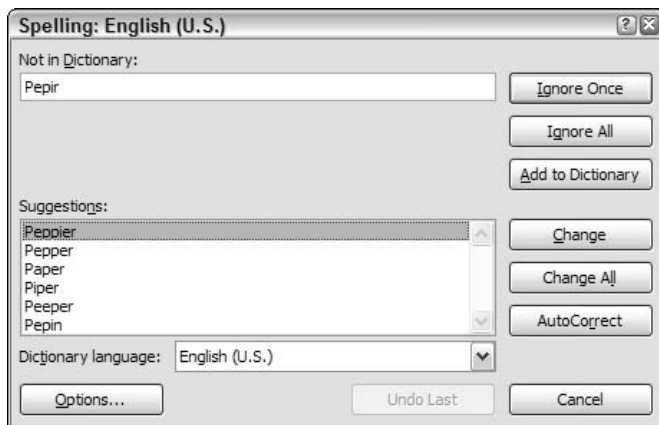 Spelling: English (U.S.)
Not in Dictionary:
Pepir
Ignore Once
Ignore All
Add to Dictionary
Suggestions:
Peppier
Pepper
Paper
Piper
Peeper
Pepin
Change
Change All
AutoCorrect
Dictionary language: English (U.S.)
Options... Undo Last Cancel